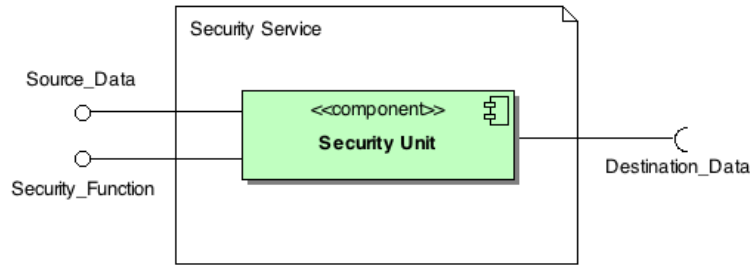 Security Service
Source_Data
<<component>>
Security Unit
Security_Function
Destination_Data